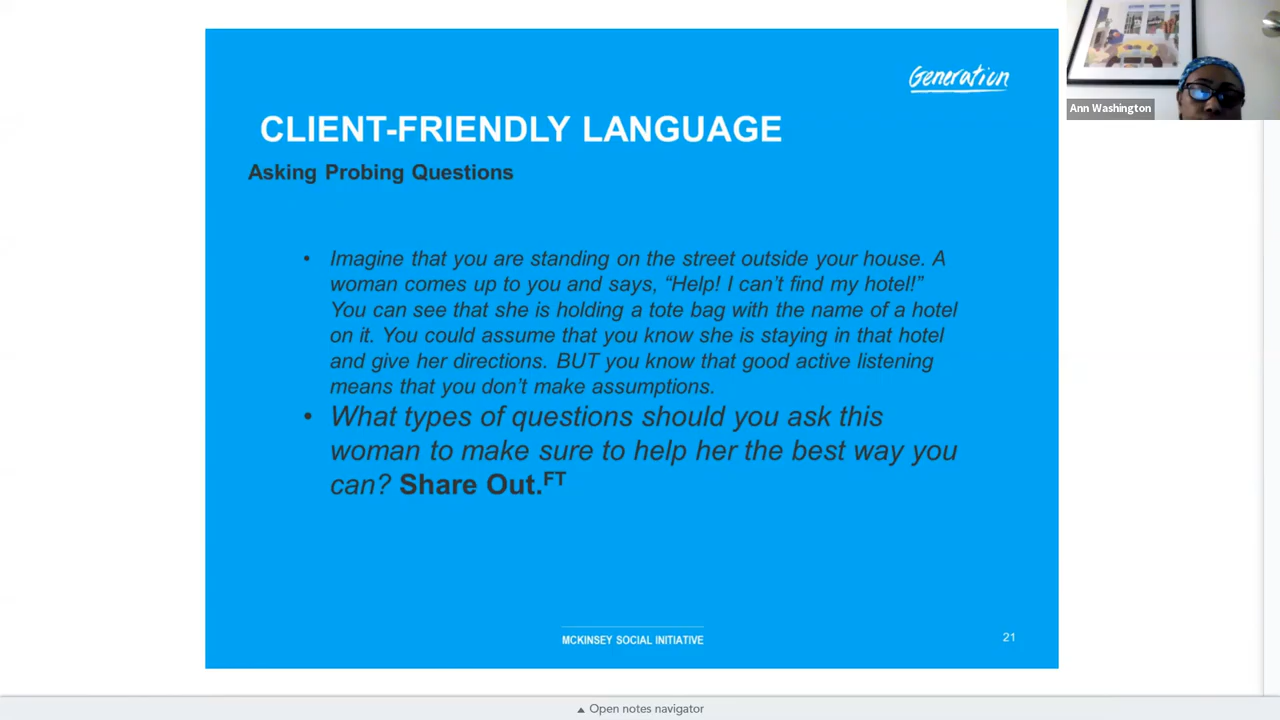 Generation
Ann Washington
CLIENT-FRIENDLY LANGUAGE
Asking Probing Questions
• Imagine that you are standing on the street outside your house. A
woman comes up to you and says, “Help! I can’t find my hotel!”
You can see that she is holding a tote bag with the name of a hotel
on it. You could assume that you know she is staying in that hotel
and give her directions. BUT you know that good active listening
means that you don’t make assumptions.
• What types of questions should you ask this
woman to make sure to help her the best way you
can? Share Out.FT
MCKINSEY SOCIAL INITIATIVE
21
▲ Open notes navigator